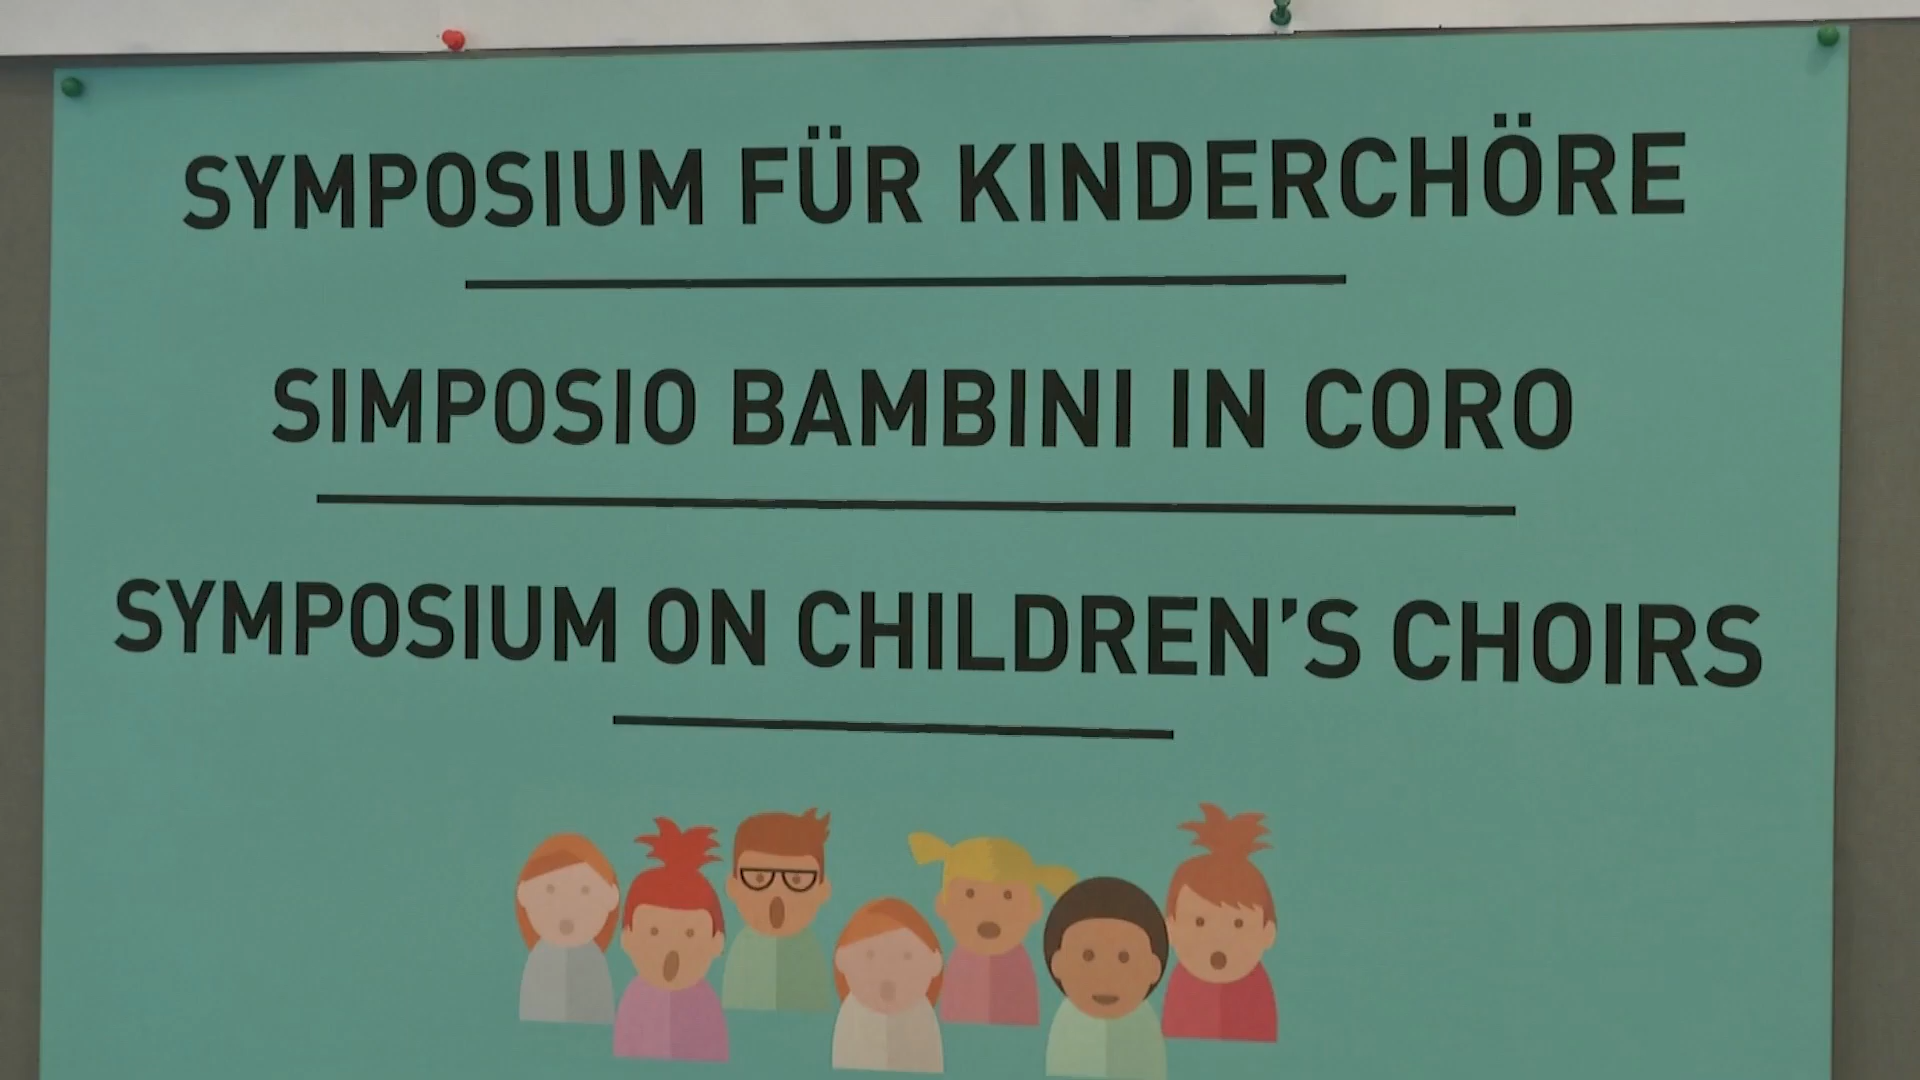 SYMPOSIUM FÜR KINDERCHÖRE
SIMPOSIO BAMBINI IN CORO
SYMPOSIUM ON CHILDREN'S CHOIRS